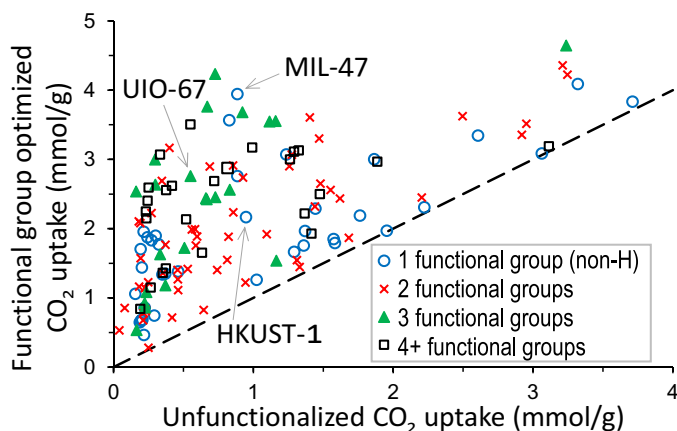 Functional group optimized
CO₂ uptake (mmol/g)
5
4
3
2
1
0
MIL-47
UIO-67
HKUST-1
1 functional group (non-H)
2 functional groups
3 functional groups
4+ functional groups
0 1 2 3 4
Unfunctionalized CO₂ uptake (mmol/g)